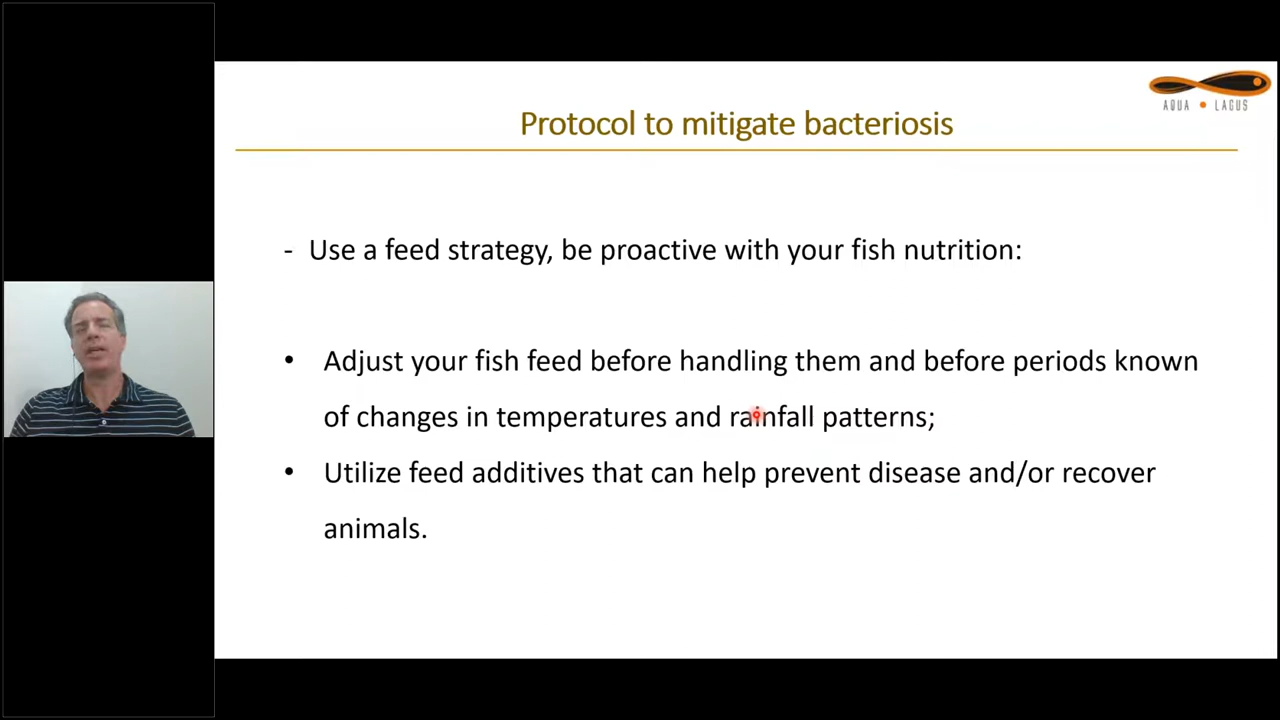 AQUA LAGUS
Protocol to mitigate bacteriosis
- Use a feed strategy, be proactive with your fish nutrition:
• Adjust your fish feed before handling them and before periods known
of changes in temperatures and rainfall patterns;
• Utilize feed additives that can help prevent disease and/or recover
animals.